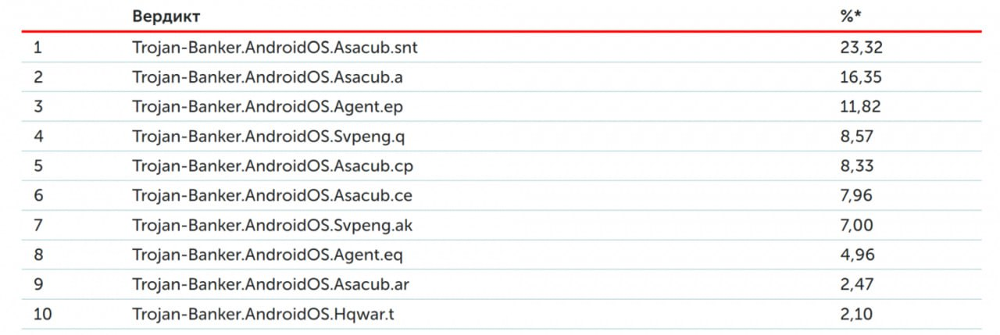 Вердикт %*
1 Trojan-Banker.AndroidOS.Asacub.snt 23,32
2 Trojan-Banker.AndroidOS.Asacub.a 16,35
3 Trojan-Banker.AndroidOS.Agent.ep 11,82
4 Trojan-Banker.AndroidOS.Svpeng.q 8,57
5 Trojan-Banker.AndroidOS.Asacub.cp 8,33
6 Trojan-Banker.AndroidOS.Asacub.ce 7,96
7 Trojan-Banker.AndroidOS.Svpeng.ak 7,00
8 Trojan-Banker.AndroidOS.Agent.eq 4,96
9 Trojan-Banker.AndroidOS.Asacub.ar 2,47
10 Trojan-Banker.AndroidOS.Hqwar.t 2,10